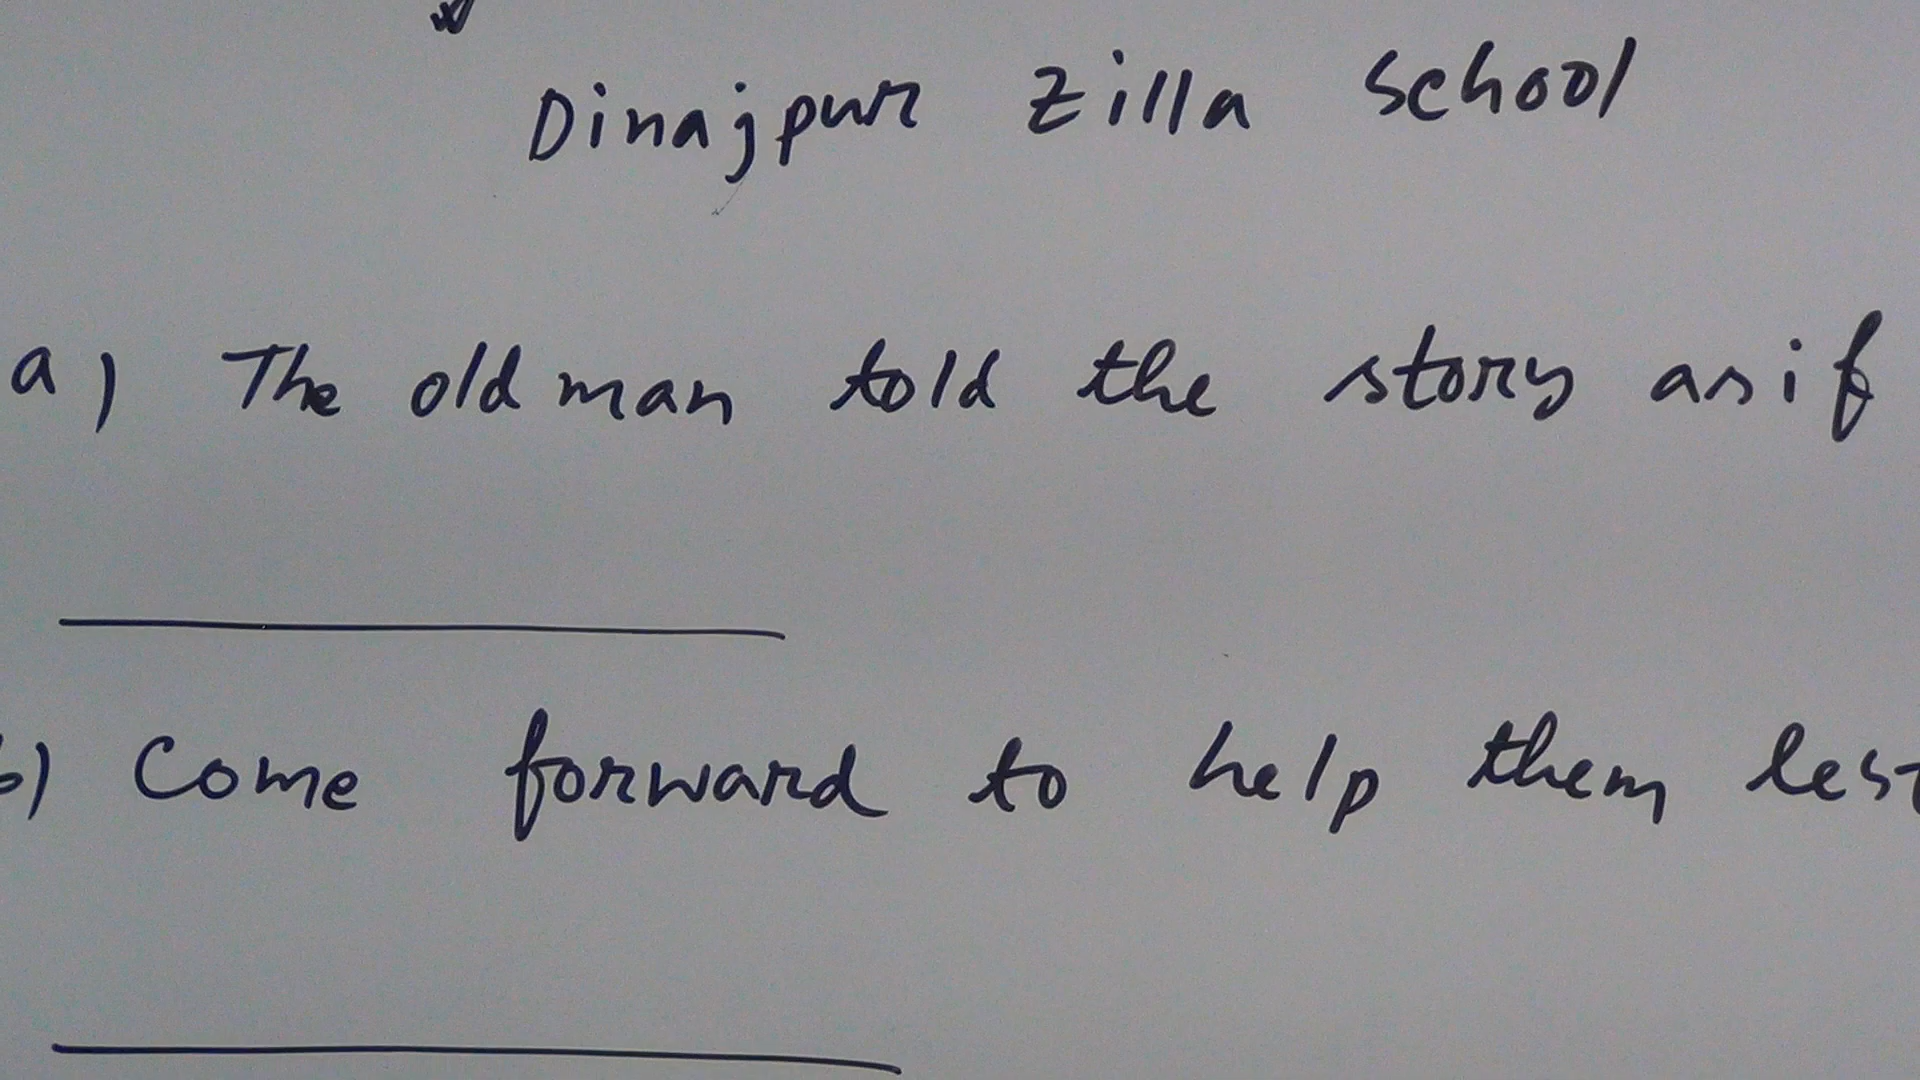 Dinajpur Zilla School
a) The old man told the story as if
b) Come forward to help them lest